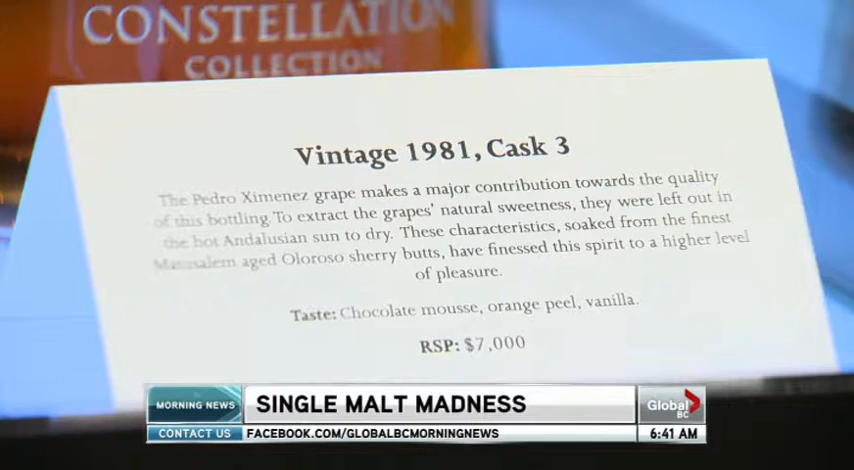 CONSTELLATION
COLLECTION
Vintage 1981, Cask 3
The Pedro Ximenez grape makes a major contribution towards the quality
of this bottling. To extract the grapes' natural sweetness, they were left out in
the hot Andalusian sun to dry. These characteristics, soaked from the finest
Matusalem aged Oloroso sherry butts, have finessed this spirit to a higher level
of pleasure.
Taste: Chocolate mousse, orange peel, vanilla.
RSP: $7,000
MORNING NEWS
SINGLE MALT MADNESS
Global
BC
CONTACT US
FACEBOOK.COM/GLOBALBCMORNINGNEWS
6:41 AM